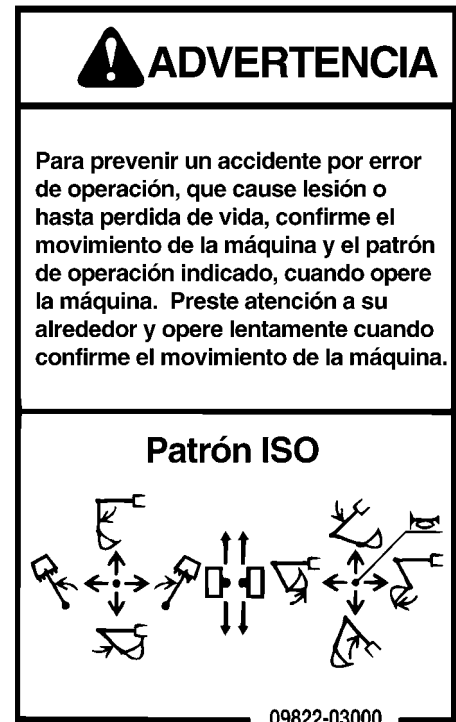 ADVERTENCIA
Para prevenir un accidente por error
de operación, que cause lesión o
hasta perdida de vida, confirme el
movimiento de la máquina y el patrón
de operación indicado, cuando opere
la máquina. Preste atención a su
alrededor y opere lentamente cuando
confirme el movimiento de la máquina.
Patrón ISO
09822-03000